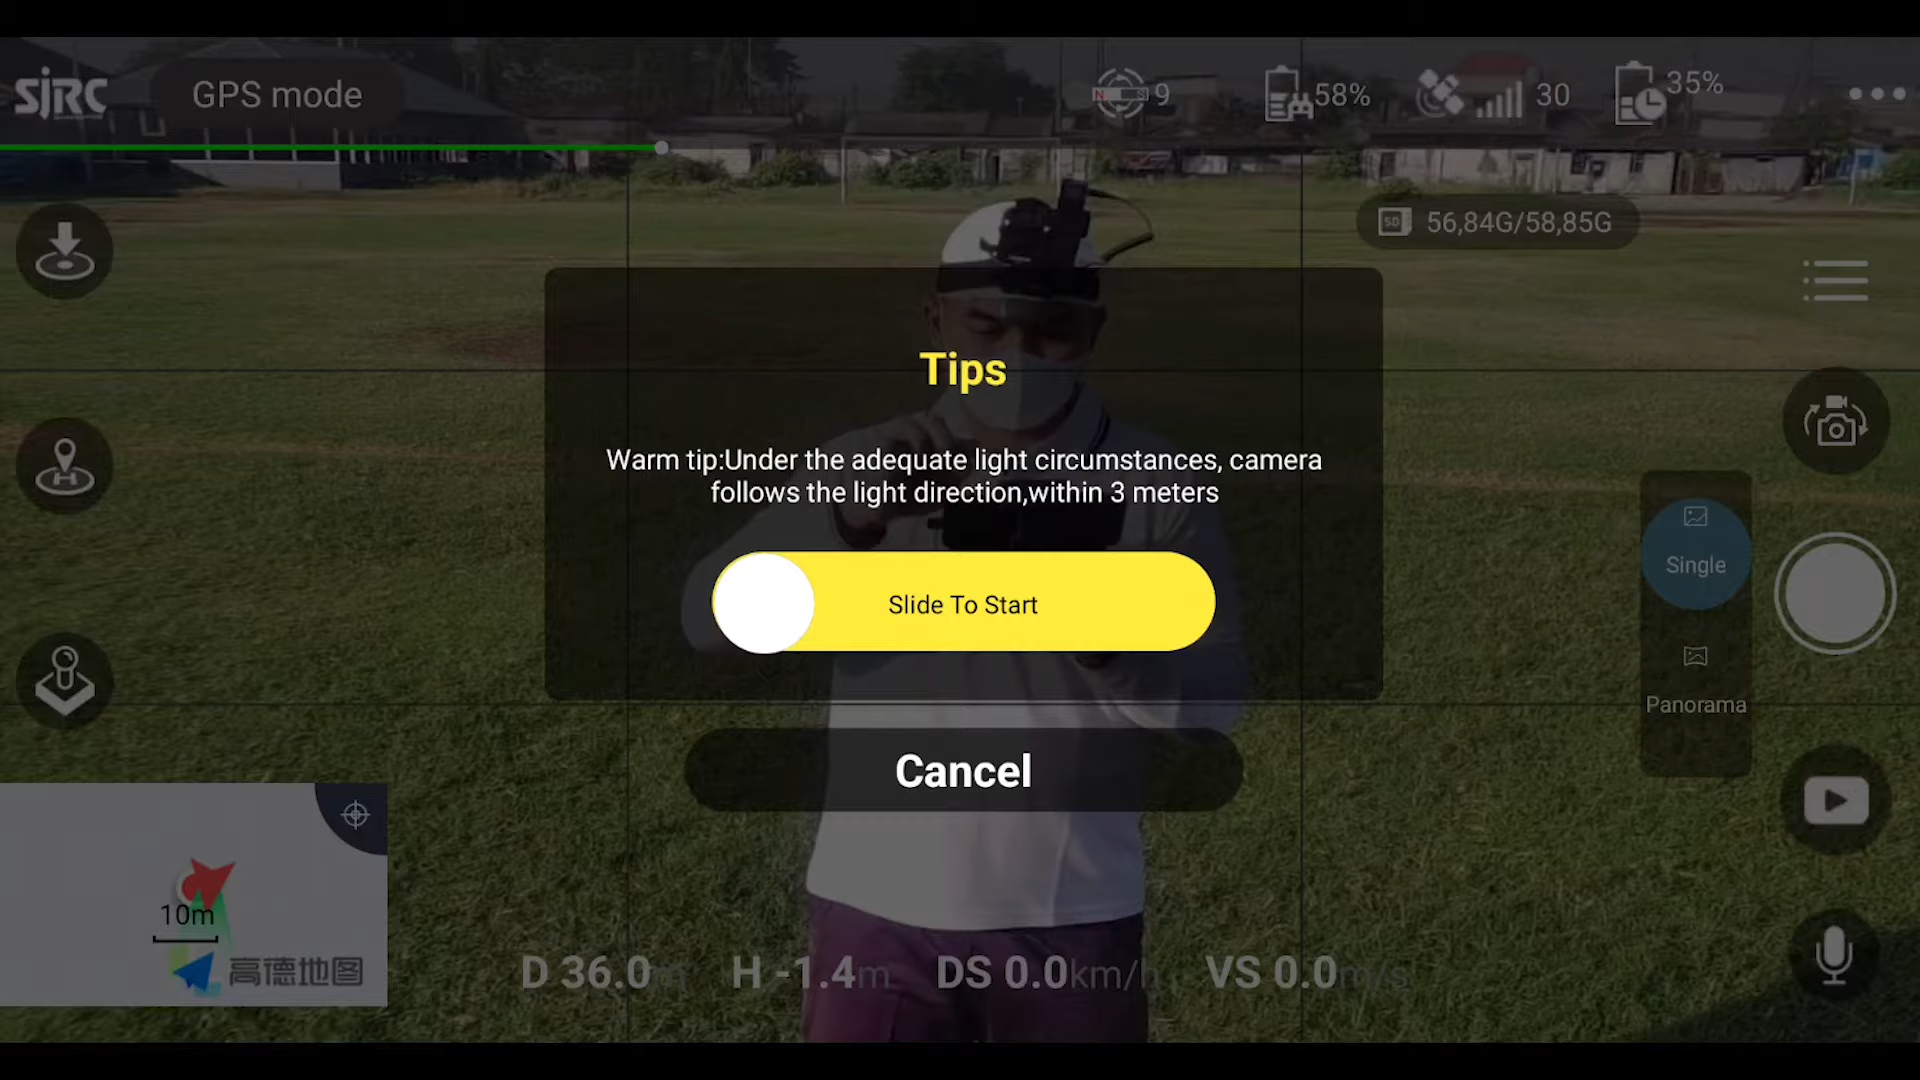 SJRC
GPS mode
N S 9
58%
30
35%
SD 56,84G/58,85G
Tips
Warm tip:Under the adequate light circumstances, camera
follows the light direction,within 3 meters
Slide To Start
Single
Panorama
Cancel
10m
高德地图
D 36.0m H -1.4m DS 0.0km/h VS 0.0m/s